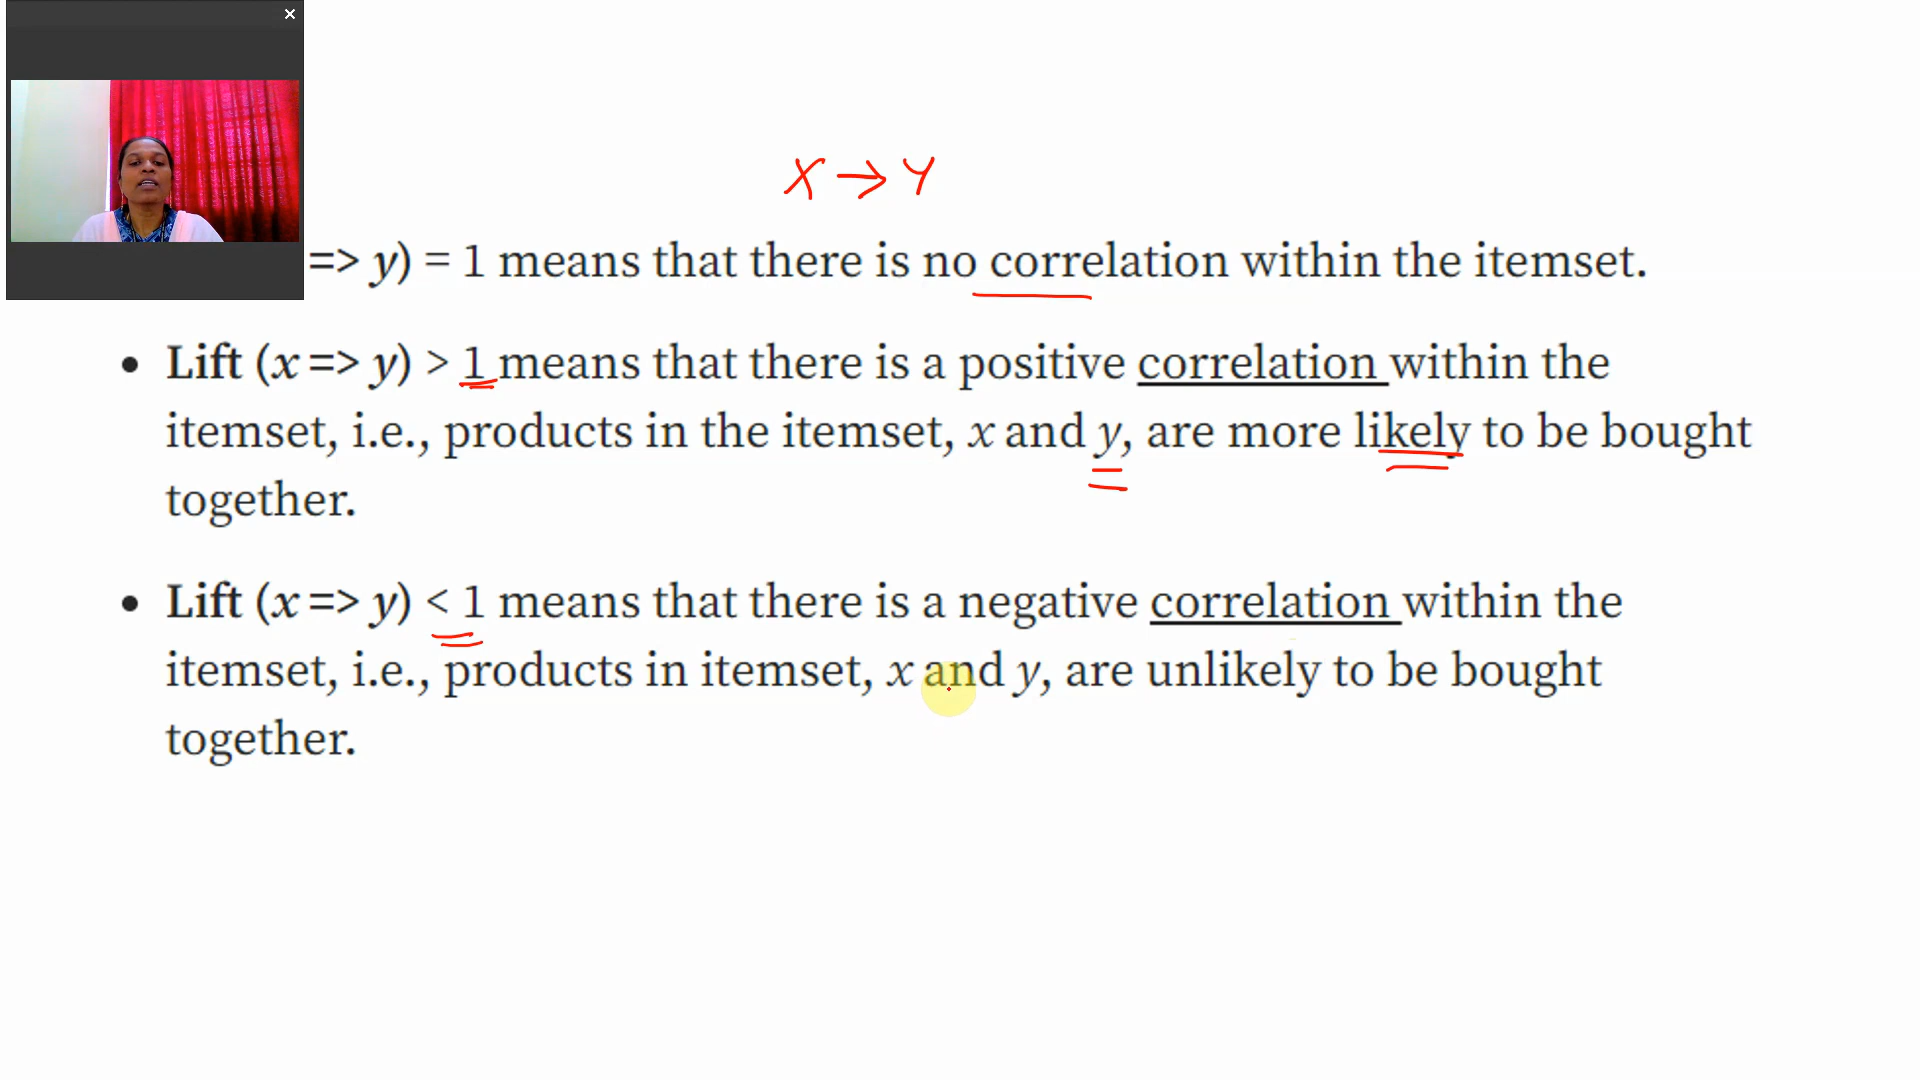 X → Y
=> y) = 1 means that there is no correlation within the itemset.
• Lift (x => y) > 1 means that there is a positive correlation within the
itemset, i.e., products in the itemset, x and y, are more likely to be bought
together.
• Lift (x => y) < 1 means that there is a negative correlation within the
itemset, i.e., products in itemset, x and y, are unlikely to be bought
together.